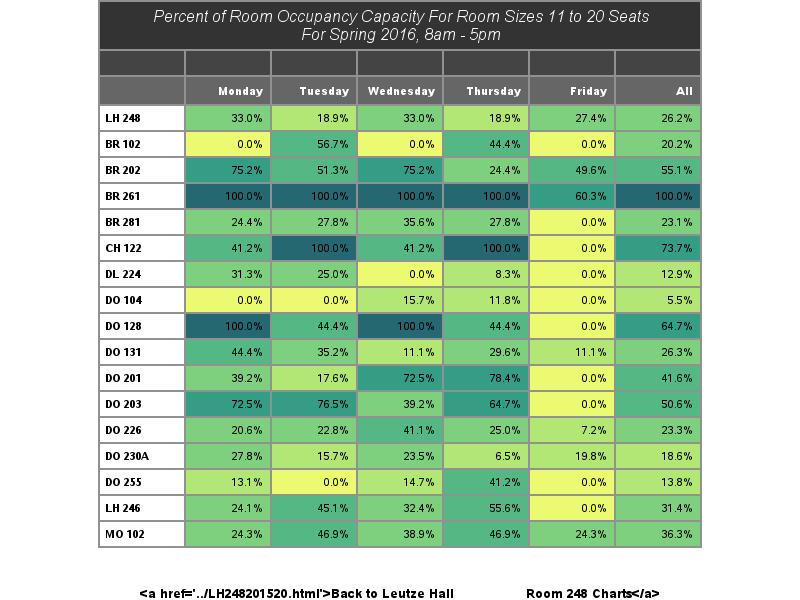 Percent of Room Occupancy Capacity For Room Sizes 11 to 20 Seats
For Spring 2016, 8am - 5pm
Monday Tuesday Wednesday Thursday Friday All
LH 248 33.0% 18.9% 33.0% 18.9% 27.4% 26.2%
BR 102 0.0% 56.7% 0.0% 44.4% 0.0% 20.2%
BR 202 75.2% 51.3% 75.2% 24.4% 49.6% 55.1%
BR 261 100.0% 100.0% 100.0% 100.0% 60.3% 100.0%
BR 281 24.4% 27.8% 35.6% 27.8% 0.0% 23.1%
CH 122 41.2% 100.0% 41.2% 100.0% 0.0% 73.7%
DL 224 31.3% 25.0% 0.0% 8.3% 0.0% 12.9%
DO 104 0.0% 0.0% 15.7% 11.8% 0.0% 5.5%
DO 128 100.0% 44.4% 100.0% 44.4% 0.0% 64.7%
DO 131 44.4% 35.2% 11.1% 29.6% 11.1% 26.3%
DO 201 39.2% 17.6% 72.5% 78.4% 0.0% 41.6%
DO 203 72.5% 76.5% 39.2% 64.7% 0.0% 50.6%
DO 226 20.6% 22.8% 41.1% 25.0% 7.2% 23.3%
DO 230A 27.8% 15.7% 23.5% 6.5% 19.8% 18.6%
DO 255 13.1% 0.0% 14.7% 41.2% 0.0% 13.8%
LH 246 24.1% 45.1% 32.4% 55.6% 0.0% 31.4%
MO 102 24.3% 46.9% 38.9% 46.9% 24.3% 36.3%
<a href='../LH248201520.html'>Back to Leutze Hall Room 248 Charts</a>